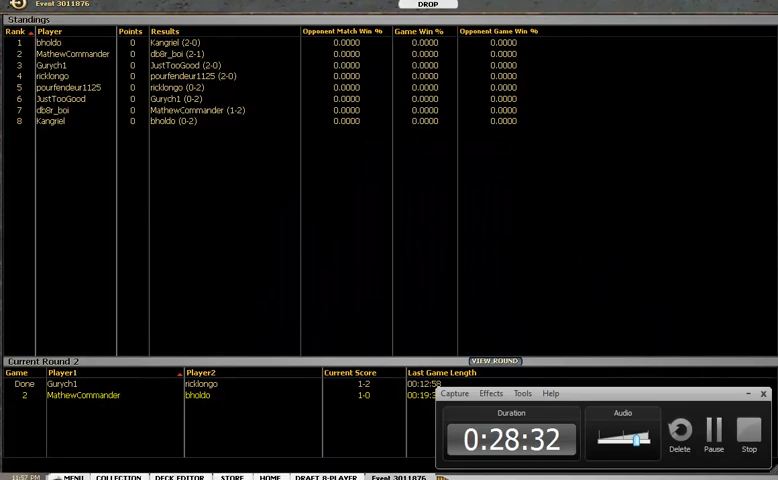 Event 3011876
DROP
Standings
Rank Player Points Results Opponent Match Win % Game Win % Opponent Game Win %
1 bholdo 0 Kangriel (2-0) 0.0000 0.0000 0.0000
2 MathewCommander 0 db8r_boi (2-1) 0.0000 0.0000 0.0000
3 Gurych1 0 JustTooGood (2-0) 0.0000 0.0000 0.0000
4 ricklongo 0 pourfendeur1125 (2-0) 0.0000 0.0000 0.0000
5 pourfendeur1125 0 ricklongo (0-2) 0.0000 0.0000 0.0000
6 JustTooGood 0 Gurych1 (0-2) 0.0000 0.0000 0.0000
7 db8r_boi 0 MathewCommander (1-2) 0.0000 0.0000 0.0000
8 Kangriel 0 bholdo (0-2) 0.0000 0.0000 0.0000
Current Round 2 VIEW ROUND
Game Player1 Player2 Current Score Last Game Length
Done Gurych1 ricklongo 1-2 00:12:58
2 MathewCommander bholdo 1-0
Capture Effects Tools Help
Duration Audio
0:28:32
Delete Pause Stop
11:57 PM MENU COLLECTION DECK EDITOR STORE HOME DRAFT 8-PLAYER Event 3011876